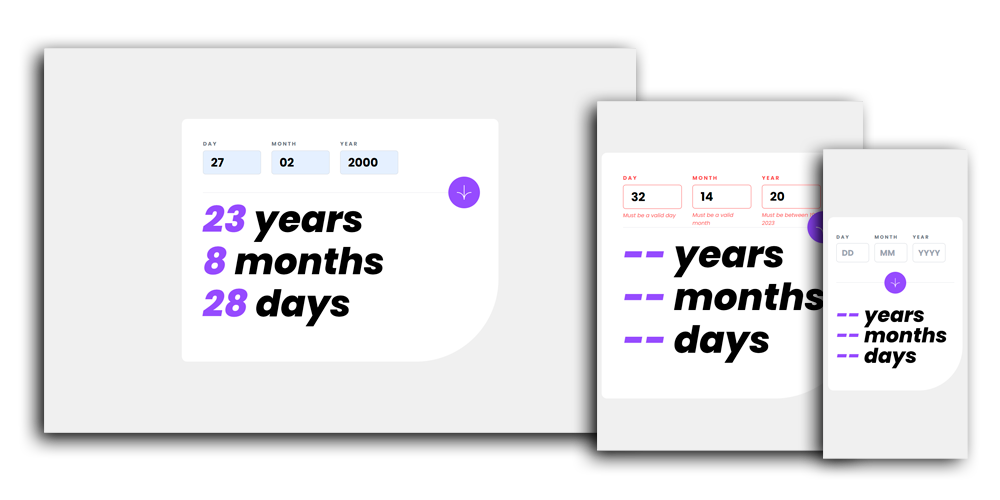 DAY MONTH YEAR
27 02 2000
23 years
8 months
28 days
DAY MONTH YEAR
32 14 20
Must be a valid day Must be a valid Must be between
month 2023
-- years
-- months
-- days
DAY MONTH YEAR
DD MM YYYY
-- years
-- months
-- days